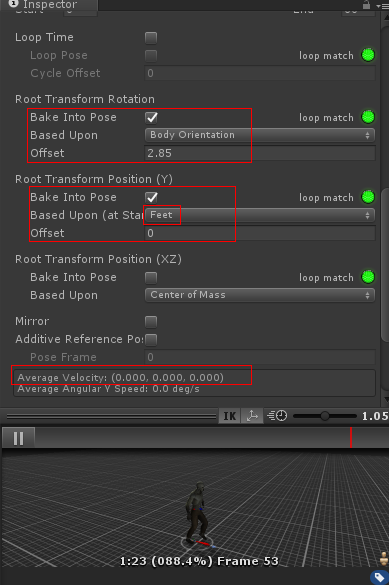 Inspector
End
Loop Time
Loop Pose loop match
Cycle Offset 0
Root Transform Rotation
Bake Into Pose loop match
Based Upon Body Orientation
Offset 2.85
Root Transform Position (Y)
Bake Into Pose loop match
Based Upon (at Star Feet
Offset 0
Root Transform Position (XZ)
Bake Into Pose loop match
Based Upon Center of Mass
Mirror
Additive Reference Pos
Pose Frame 0
Average Velocity: (0.000, 0.000, 0.000)
Average Angular Y Speed: 0.0 deg/s
IK 1.05
1:23 (088.4%) Frame 53